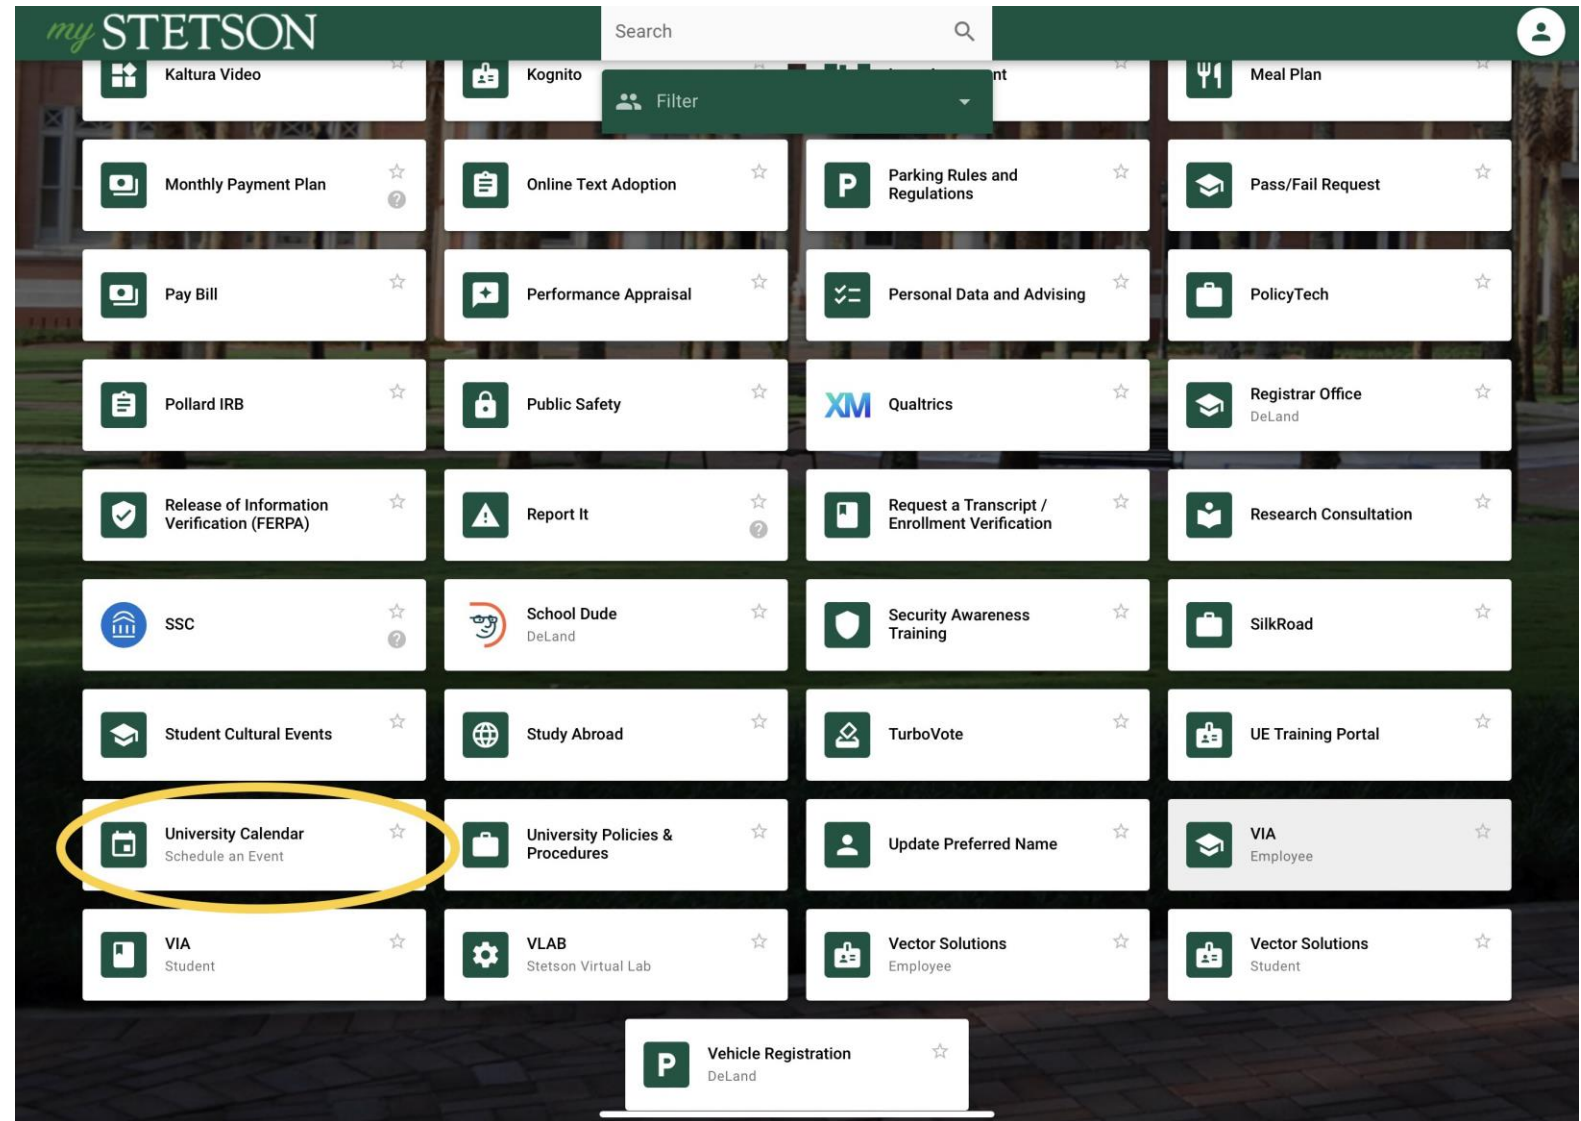 my STETSON
Search
Kaltura Video
Kognito
nt
Meal Plan
Filter
Monthly Payment Plan
?
Online Text Adoption
P
Parking Rules and
Regulations
Pass/Fail Request
Pay Bill
Performance Appraisal
Personal Data and Advising
PolicyTech
Pollard IRB
Public Safety
XM
Qualtrics
Registrar Office
DeLand
Release of Information
Verification (FERPA)
Report It
?
Request a Transcript /
Enrollment Verification
Research Consultation
SSC
?
School Dude
DeLand
Security Awareness
Training
SilkRoad
Student Cultural Events
Study Abroad
TurboVote
UE Training Portal
University Calendar
Schedule an Event
University Policies &
Procedures
Update Preferred Name
VIA
Employee
VIA
Student
VLAB
Stetson Virtual Lab
Vector Solutions
Employee
Vector Solutions
Student
P
Vehicle Registration
DeLand